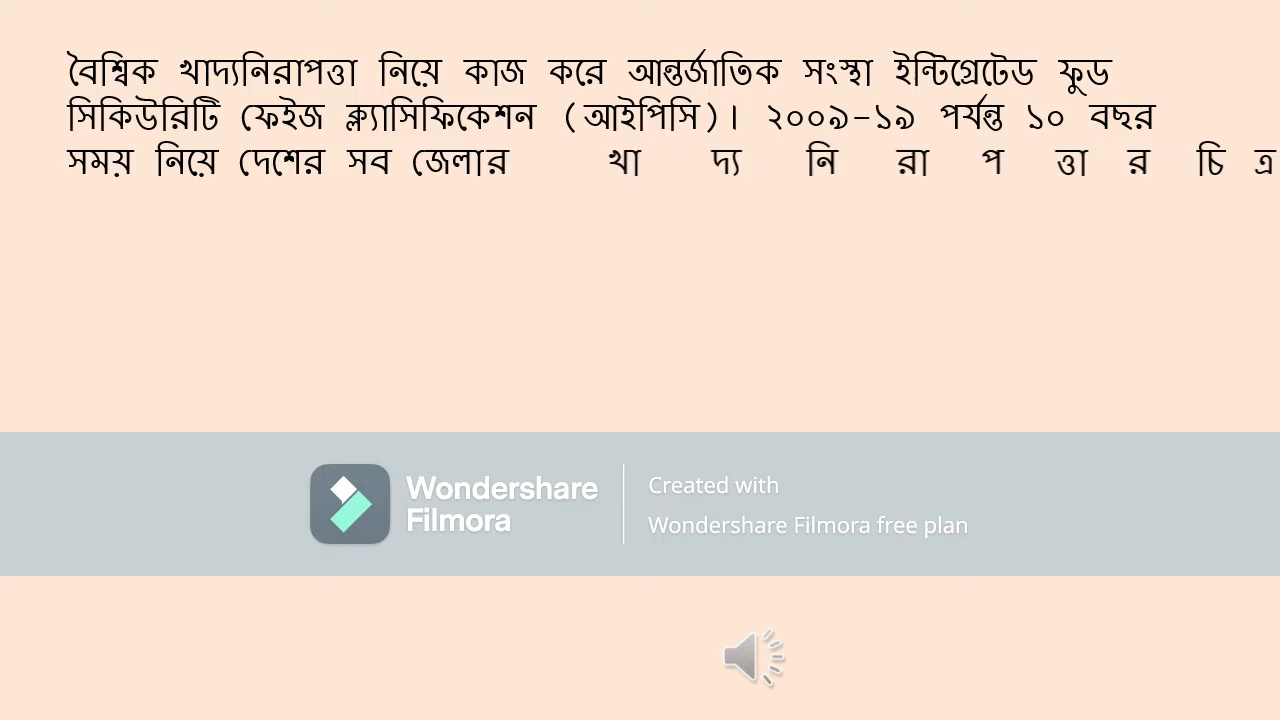 বৈশ্বিক খাদ্যনিরাপত্তা নিয়ে কাজ করে আন্তর্জাতিক সংস্থা ইন্টিগ্রেটেড ফুড
সিকিউরিটি ফেইজ ক্ল্যাসিফিকেশন (আইপিসি)। ২০০৯-১৯ পর্যন্ত ১০ বছর
সময় নিয়ে দেশের সব জেলার খা দ্য নি রা প ত্তা র চি ত্র
Wondershare
Filmora
Created with
Wondershare Filmora free plan